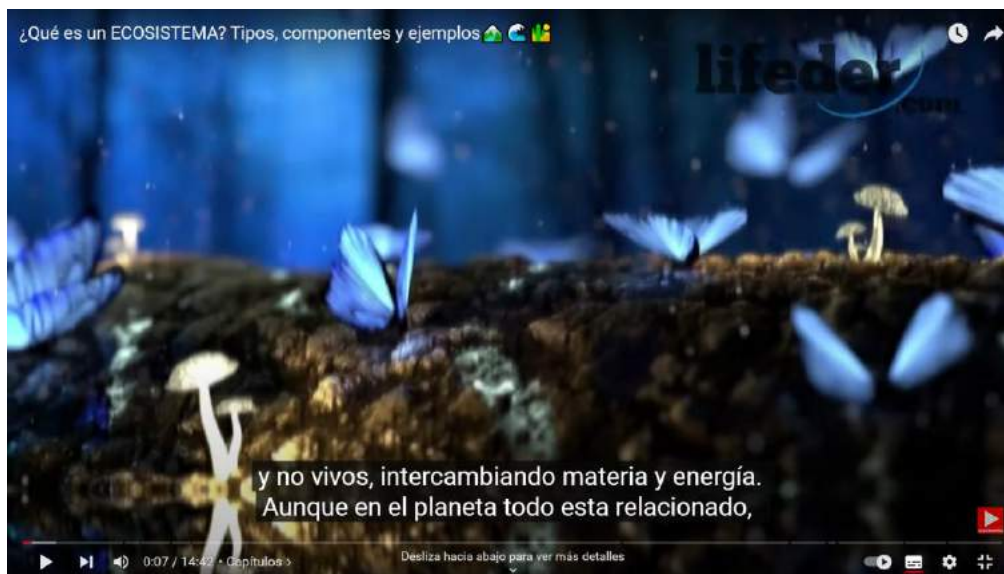 ¿Qué es un ECOSISTEMA? Tipos, componentes y ejemplos
lifeder
.com
y no vivos, intercambiando materia y energía.
Aunque en el planeta todo esta relacionado,
0:07 / 14:42 • Capítulos >
Desliza hacia abajo para ver más detalles